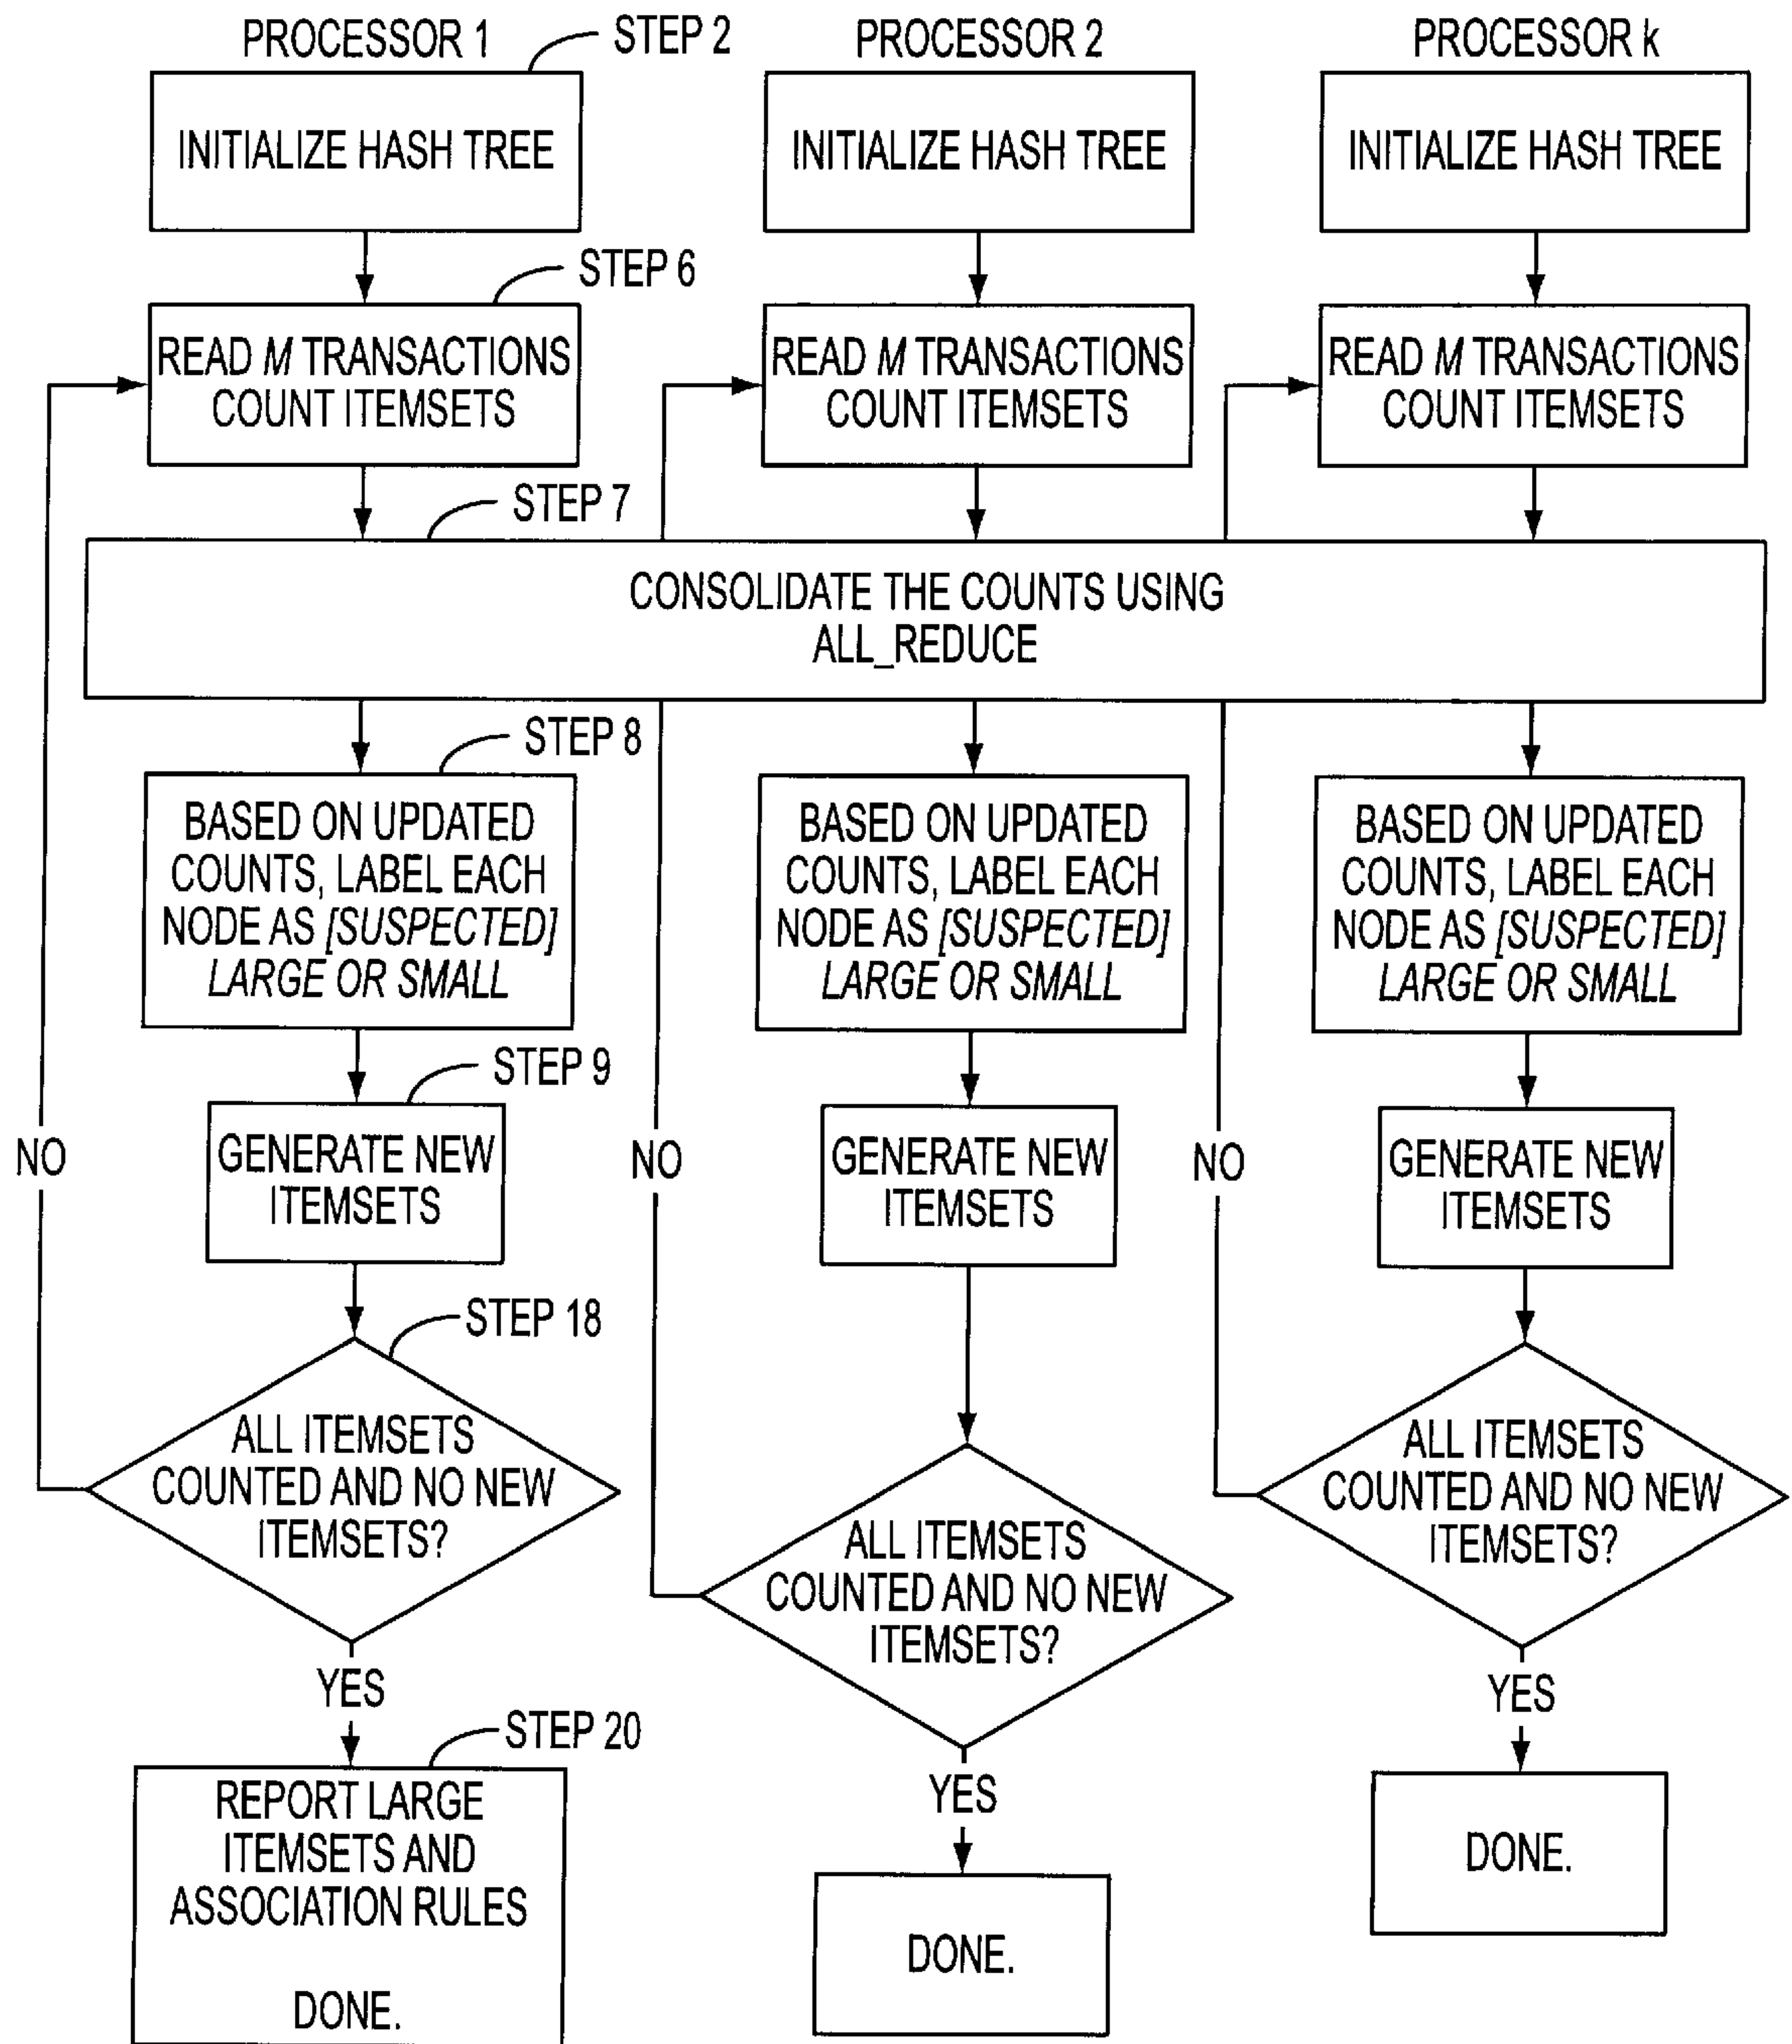 PROCESSOR 1
STEP 2
PROCESSOR 2
PROCESSOR k
INITIALIZE HASH TREE
INITIALIZE HASH TREE
INITIALIZE HASH TREE
STEP 6
READ M TRANSACTIONS
COUNT ITEMSETS
READ M TRANSACTIONS
COUNT ITEMSETS
READ M TRANSACTIONS
COUNT ITEMSETS
STEP 7
CONSOLIDATE THE COUNTS USING
ALL_REDUCE
STEP 8
BASED ON UPDATED
COUNTS, LABEL EACH
NODE AS [SUSPECTED]
LARGE OR SMALL
BASED ON UPDATED
COUNTS, LABEL EACH
NODE AS [SUSPECTED]
LARGE OR SMALL
BASED ON UPDATED
COUNTS, LABEL EACH
NODE AS [SUSPECTED]
LARGE OR SMALL
STEP 9
NO
GENERATE NEW
ITEMSETS
NO
GENERATE NEW
ITEMSETS
NO
GENERATE NEW
ITEMSETS
STEP 18
ALL ITEMSETS
COUNTED AND NO NEW
ITEMSETS?
ALL ITEMSETS
COUNTED AND NO NEW
ITEMSETS?
ALL ITEMSETS
COUNTED AND NO NEW
ITEMSETS?
YES
YES
YES
STEP 20
REPORT LARGE
ITEMSETS AND
ASSOCIATION RULES
DONE.
DONE.
DONE.